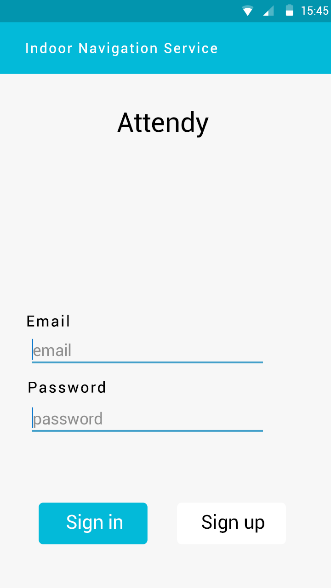 15:45
Indoor Navigation Service
Attendy
Email
email
Password
password
Sign in
Sign up